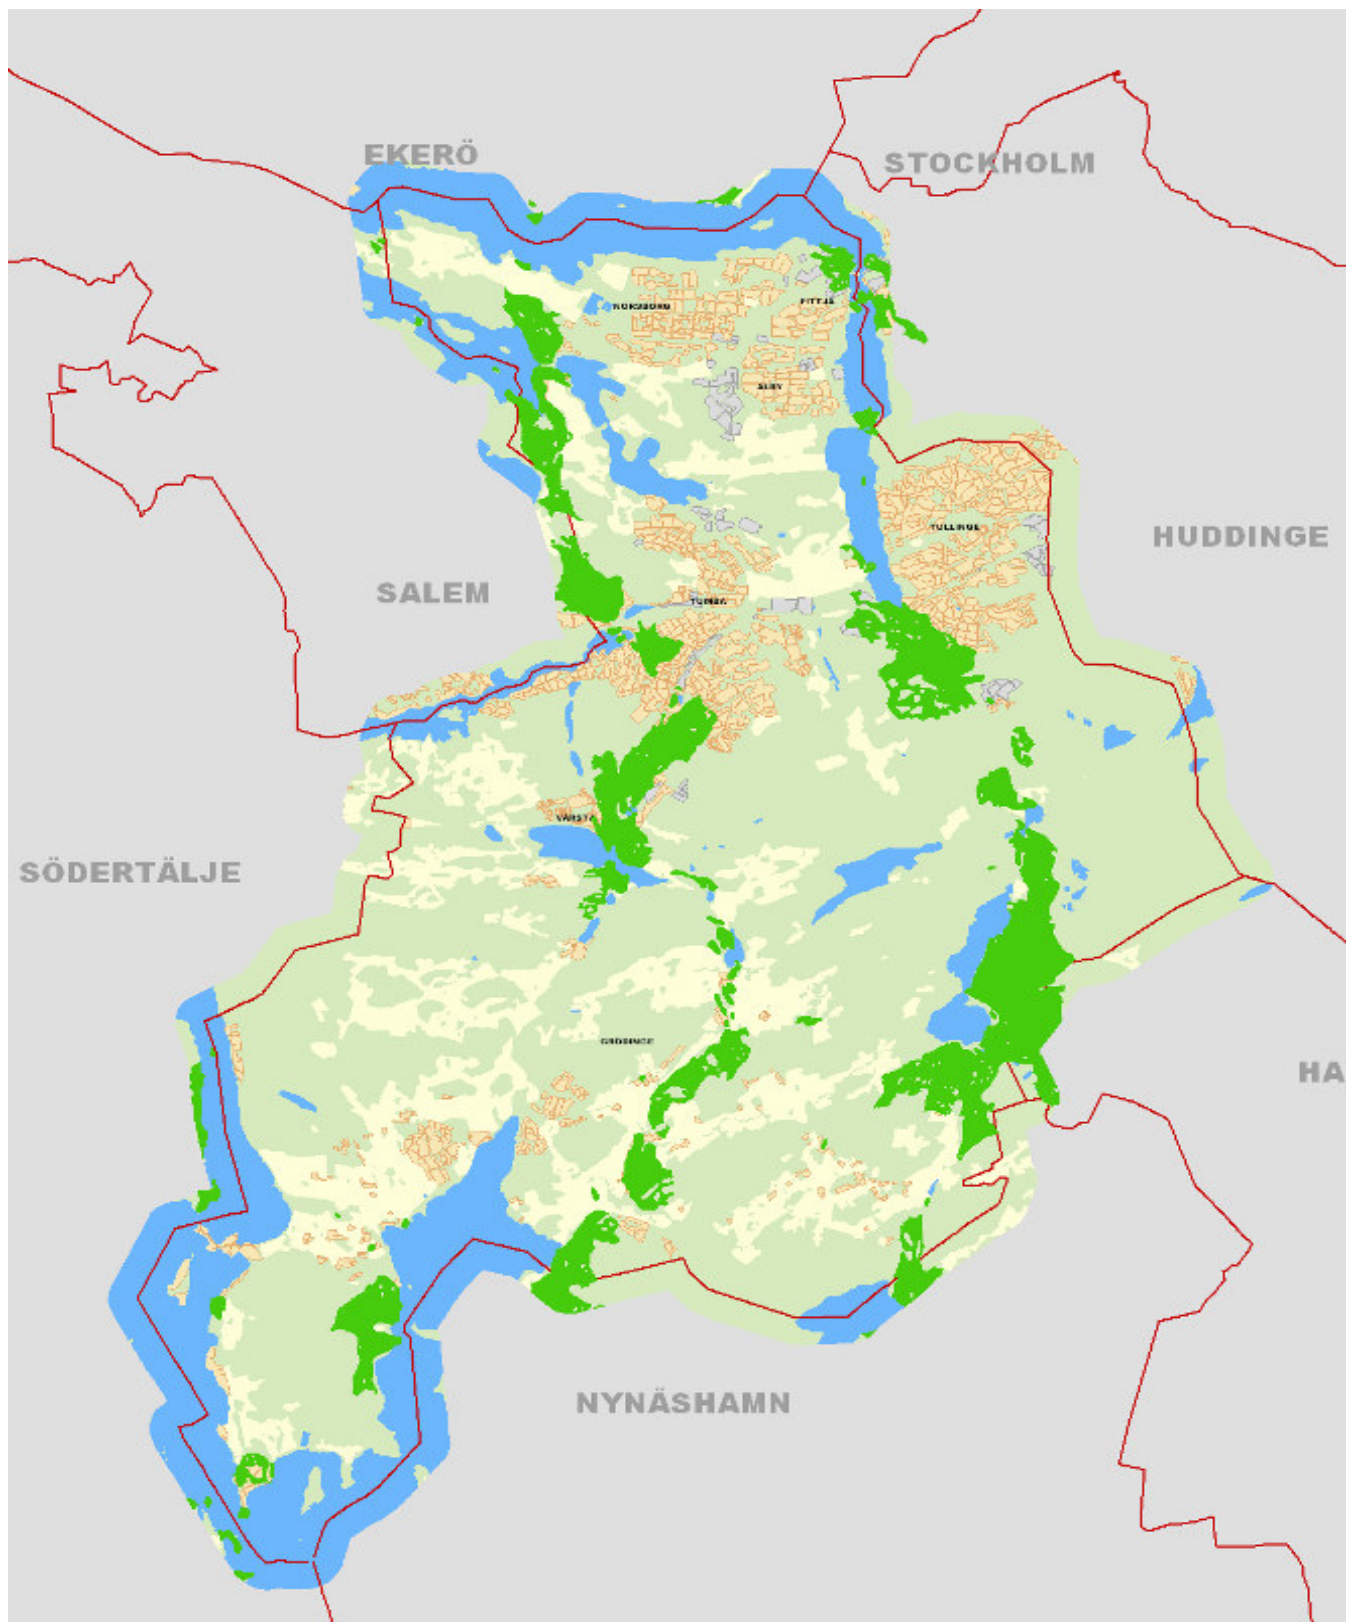 EKERÖ
STOCKHOLM
NORSBORG
FITTJA
ALBY
TULLINGE
HUDDINGE
SALEM
TUMBA
VÅRSTA
SÖDERTÄLJE
GRÖDINGE
HA
NYNÄSHAMN